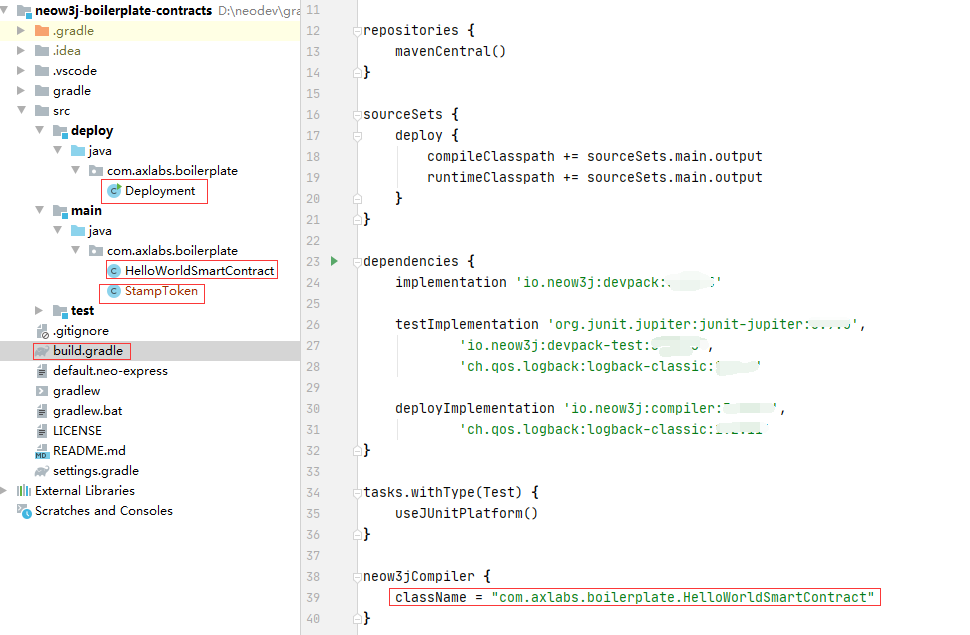 neow3j-boilerplate-contracts D:\neodev\gra
.gradle
.idea
.vscode
gradle
src
deploy
java
com.axlabs.boilerplate
Deployment
main
java
com.axlabs.boilerplate
HelloWorldSmartContract
StampToken
test
.gitignore
build.gradle
default.neo-express
gradlew
gradlew.bat
LICENSE
README.md
settings.gradle
External Libraries
Scratches and Consoles
11
12 repositories {
13 mavenCentral()
14 }
15
16 sourceSets {
17 deploy {
18 compileClasspath += sourceSets.main.output
19 runtimeClasspath += sourceSets.main.output
20 }
21 }
22
23 dependencies {
24 implementation 'io.neow3j:devpack:
25
26 testImplementation 'org.junit.jupiter:junit-jupiter: ',
27 'io.neow3j:devpack-test: ',
28 'ch.qos.logback:logback-classic: '
29
30 deployImplementation 'io.neow3j:compiler: ',
31 'ch.qos.logback:logback-classic:
32 }
33
34 tasks.withType(Test) {
35 useJUnitPlatform()
36 }
37
38 neow3jCompiler {
39 className = "com.axlabs.boilerplate.HelloWorldSmartContract"
40 }